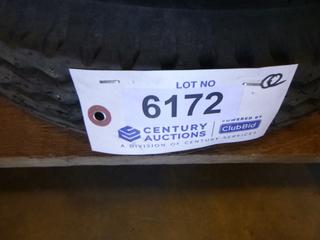 LOT NO
6172
POWERED BY
CENTURY AUCTIONS
ClubBid
A DIVISION OF CENTURY SERVICES